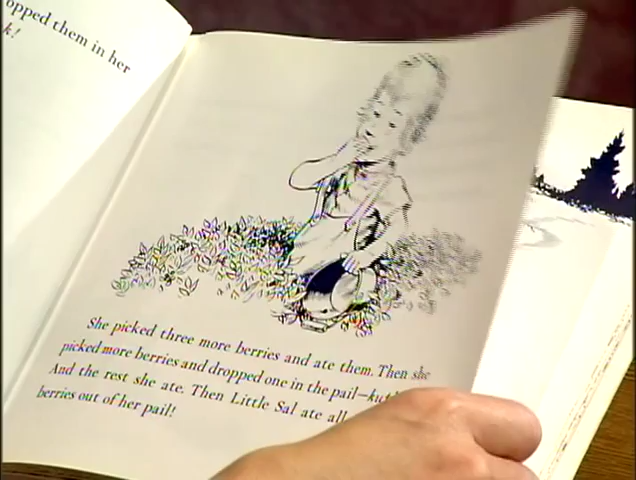 opped them in her
k!
She picked three more berries and ate them. Then she
picked more berries and dropped one in the pail—
And the rest she ate. Then Little Sal ate all
berries out of her pail!